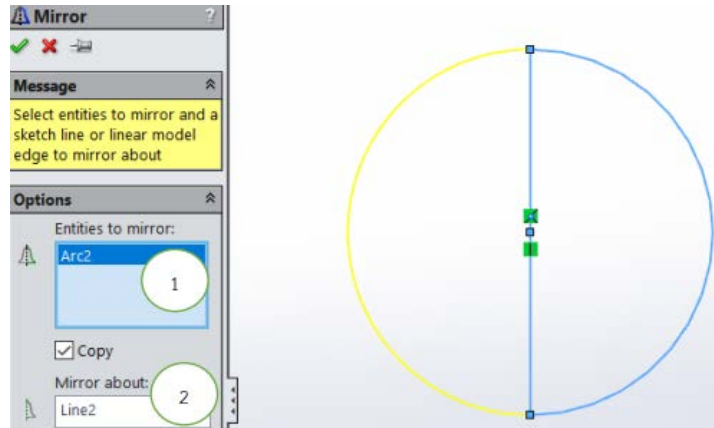 Mirror ?
Message
Select entities to mirror and a
sketch line or linear model
edge to mirror about
Options
Entities to mirror:
Arc2
1
Copy
Mirror about:
2
Line2